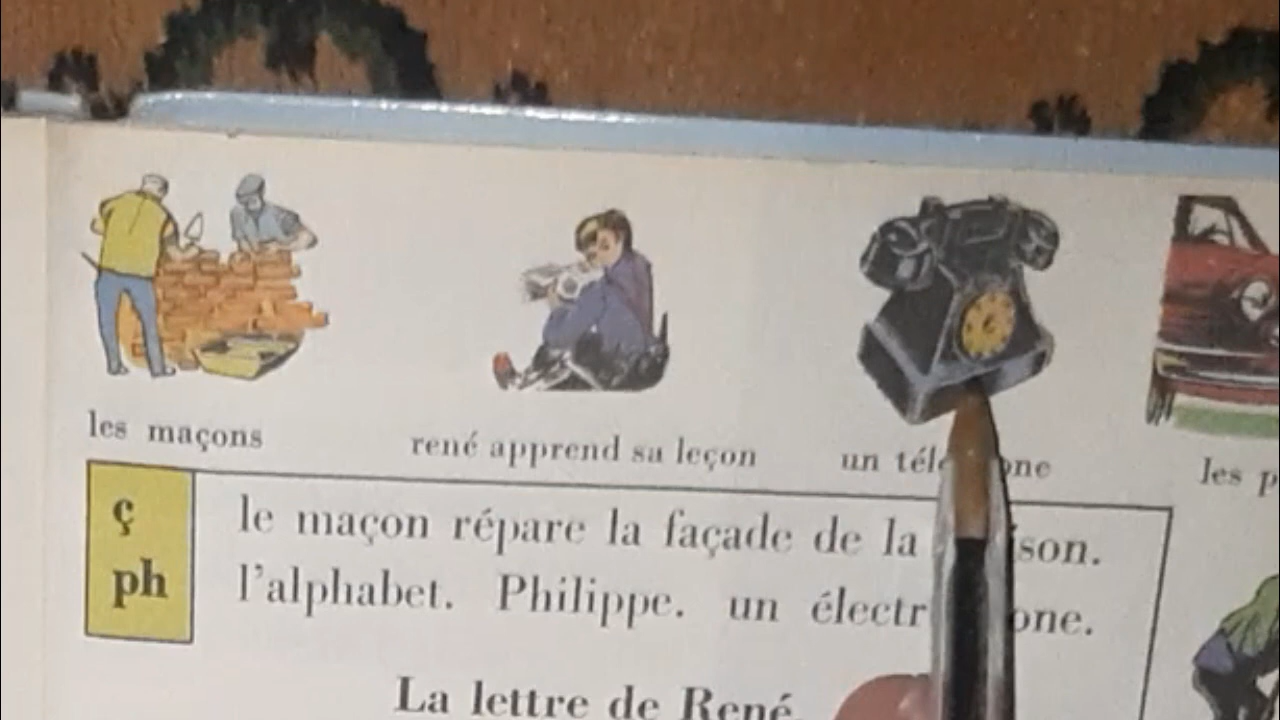 les maçons
rené apprend sa leçon
un
les
ç
le maçon répare la façade de la
ph
l'alphabet. Philippe. un
La lettre de René